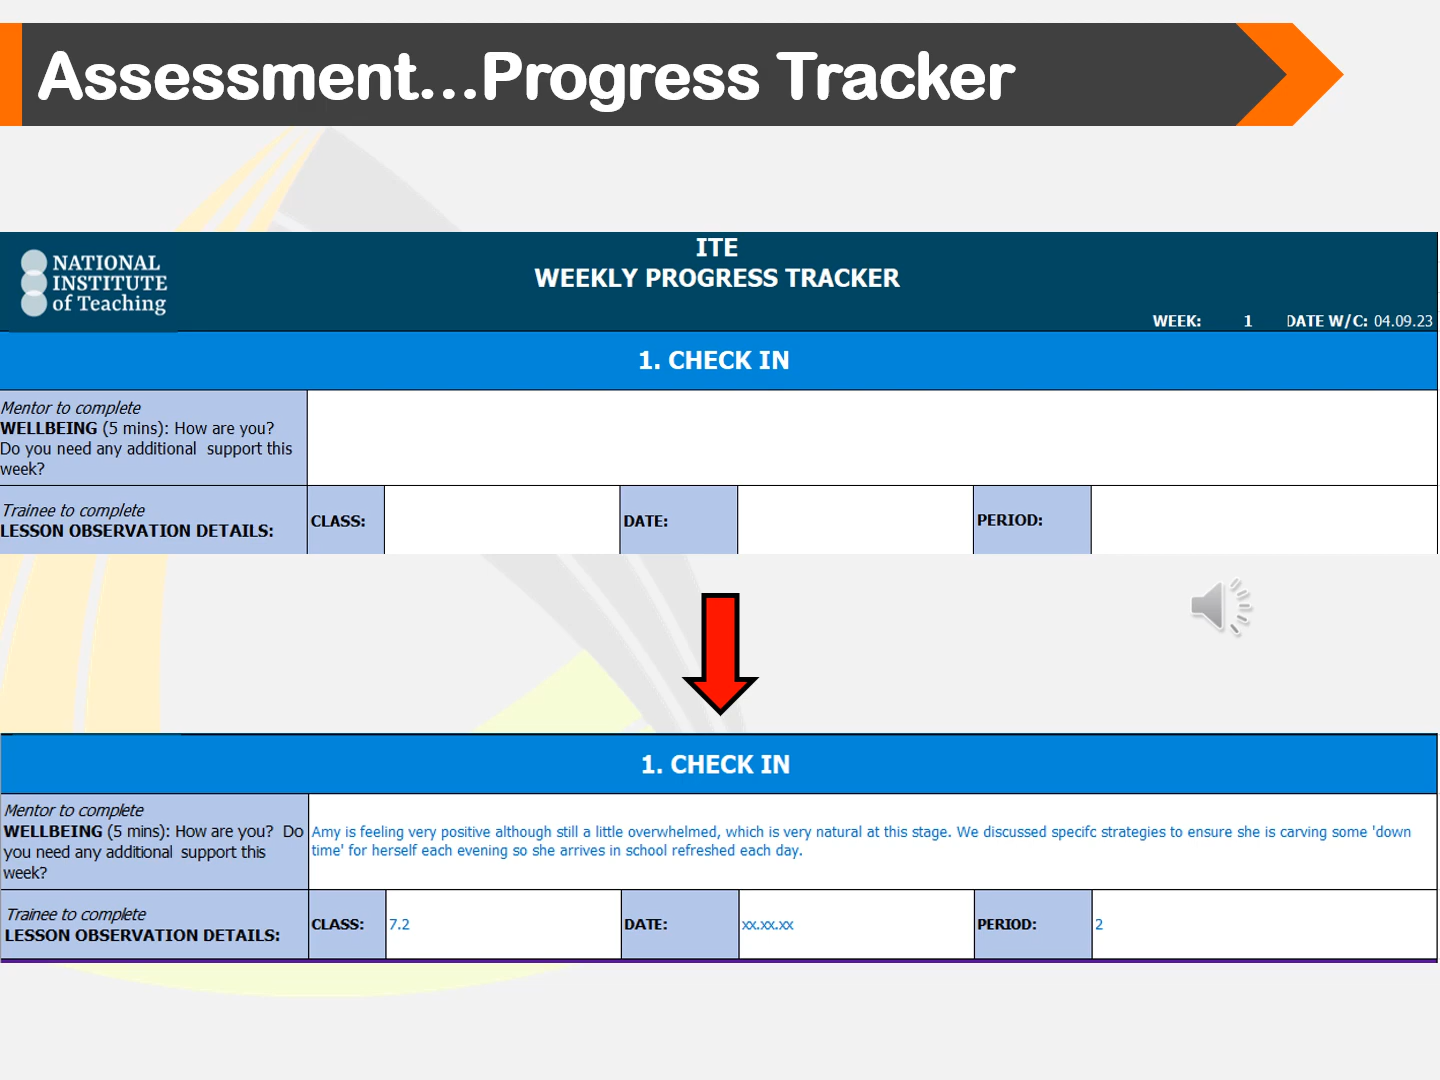 Assessment...Progress Tracker
NATIONAL
INSTITUTE
of Teaching
ITE
WEEKLY PROGRESS TRACKER
WEEK: 1 DATE W/C: 04.09.23
1. CHECK IN
Mentor to complete
WELLBEING (5 mins): How are you?
Do you need any additional support this
week?
Trainee to complete
LESSON OBSERVATION DETAILS:
CLASS:
DATE:
PERIOD:
1. CHECK IN
Mentor to complete
WELLBEING (5 mins): How are you? Do
you need any additional support this
week?
Amy is feeling very positive although still a little overwhelmed, which is very natural at this stage. We discussed specifc strategies to ensure she is carving some 'down
time' for herself each evening so she arrives in school refreshed each day.
Trainee to complete
LESSON OBSERVATION DETAILS:
CLASS: 7.2
DATE: xx.xx.xx
PERIOD: 2